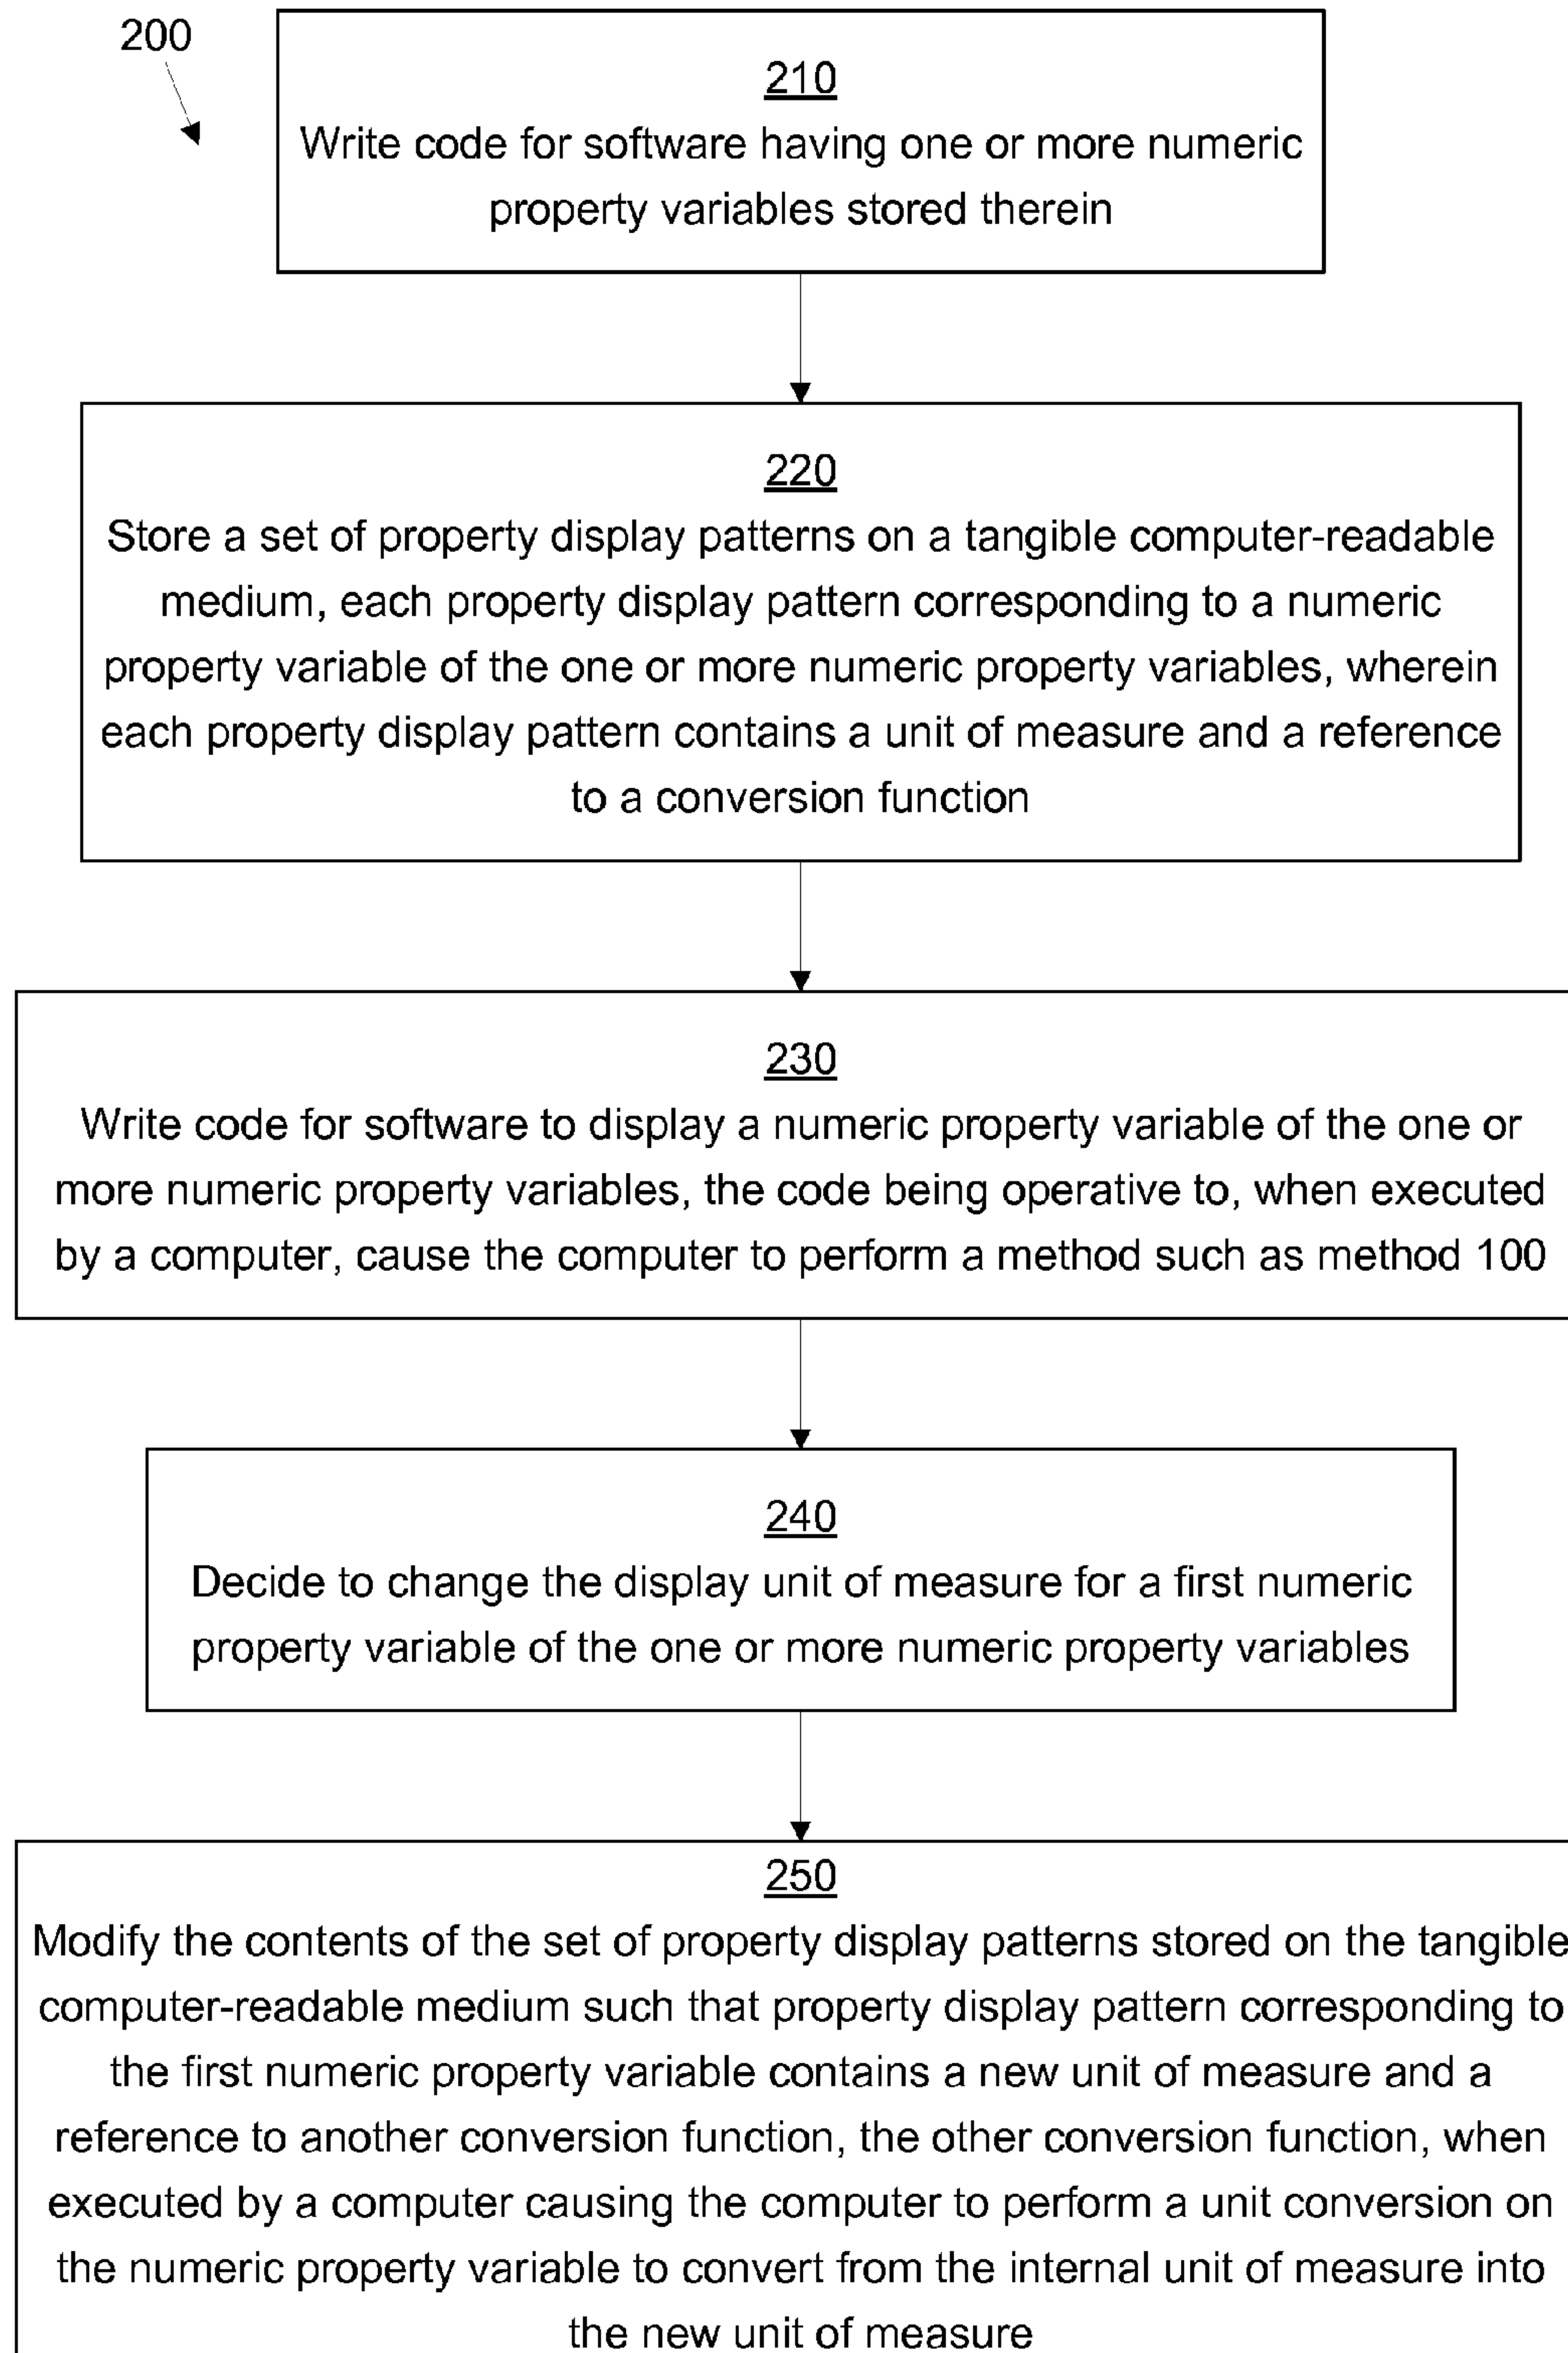 200
210
Write code for software having one or more numeric
property variables stored therein
220
Store a set of property display patterns on a tangible computer-readable
medium, each property display pattern corresponding to a numeric
property variable of the one or more numeric property variables, wherein
each property display pattern contains a unit of measure and a reference
to a conversion function
230
Write code for software to display a numeric property variable of the one or
more numeric property variables, the code being operative to, when executed
by a computer, cause the computer to perform a method such as method 100
240
Decide to change the display unit of measure for a first numeric
property variable of the one or more numeric property variables
250
Modify the contents of the set of property display patterns stored on the tangible
computer-readable medium such that property display pattern corresponding to
the first numeric property variable contains a new unit of measure and a
reference to another conversion function, the other conversion function, when
executed by a computer causing the computer to perform a unit conversion on
the numeric property variable to convert from the internal unit of measure into
the new unit of measure